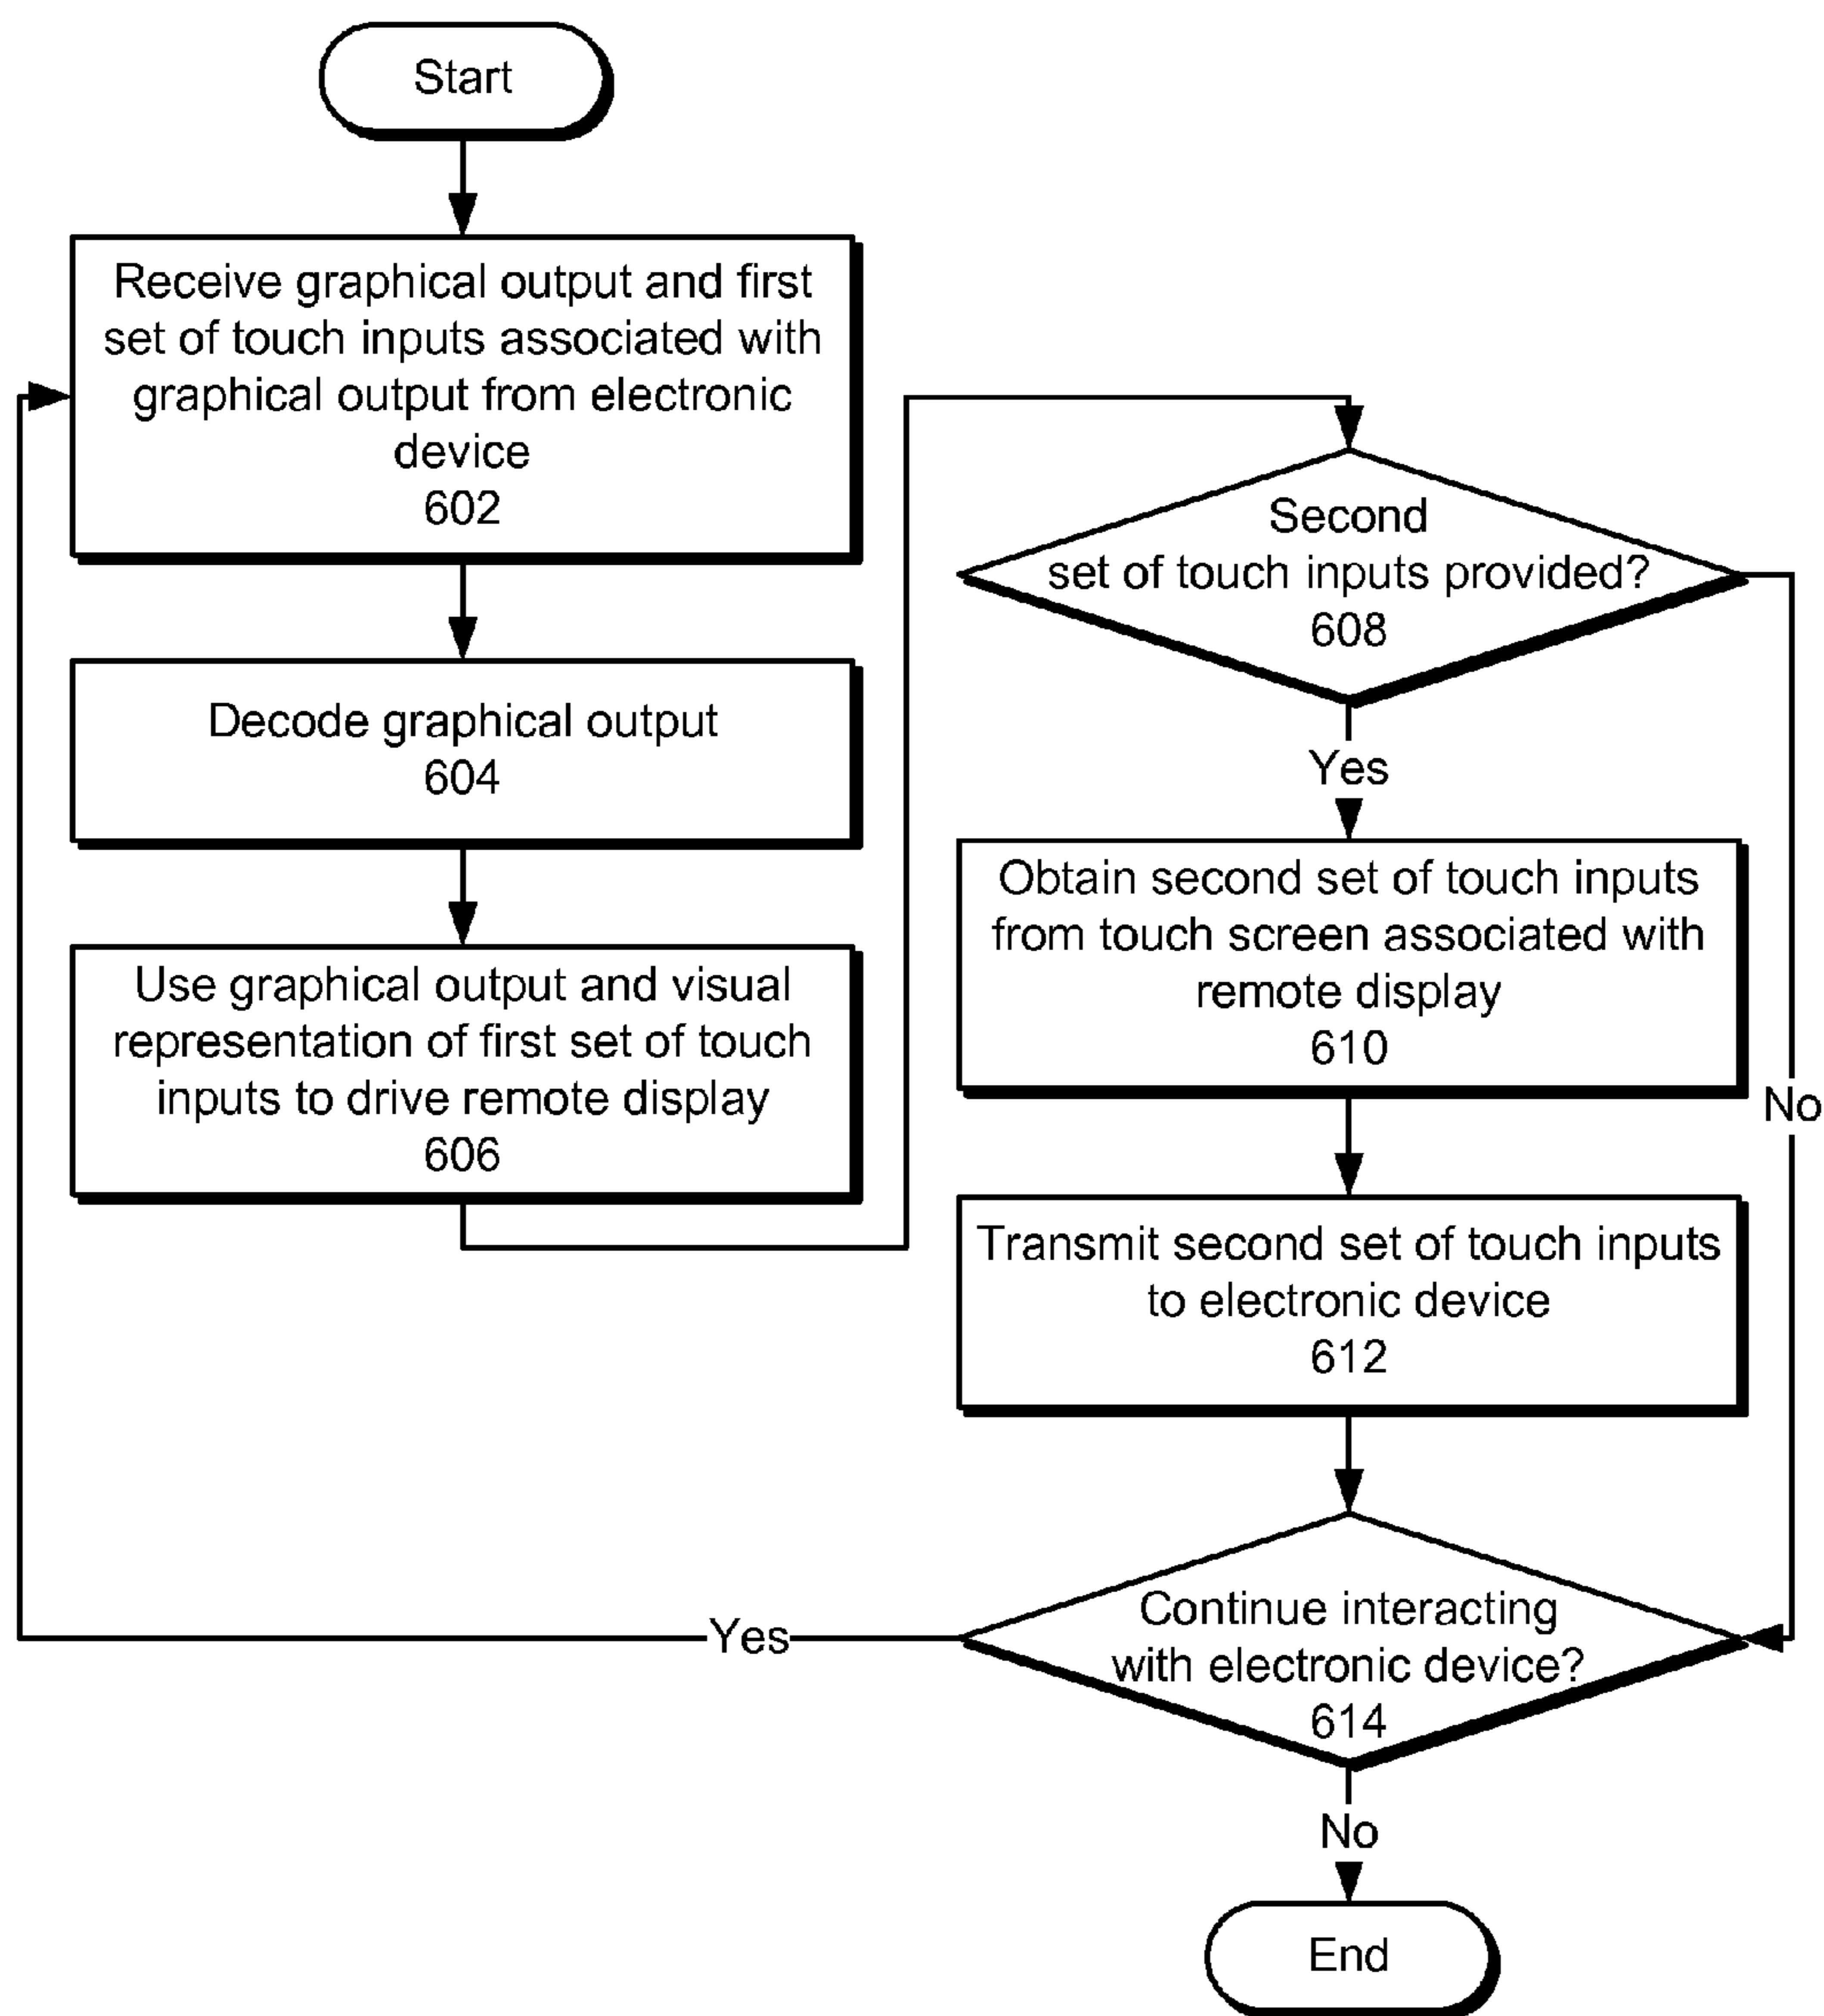 Start
Receive graphical output and first
set of touch inputs associated with
graphical output from electronic
device
602
Decode graphical output
604
Use graphical output and visual
representation of first set of touch
inputs to drive remote display
606
Second
set of touch inputs provided?
608
Yes
No
Obtain second set of touch inputs
from touch screen associated with
remote display
610
Transmit second set of touch inputs
to electronic device
612
Continue interacting
with electronic device?
614
Yes
No
End